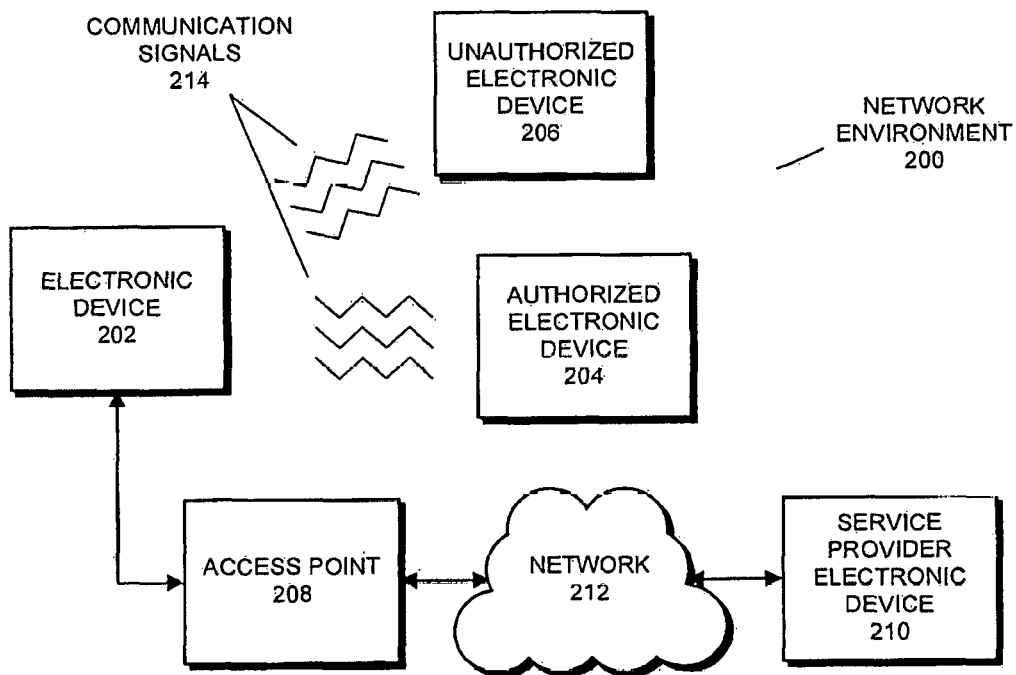 COMMUNICATION
SIGNALS
214
UNAUTHORIZED
ELECTRONIC
DEVICE
206
NETWORK
ENVIRONMENT
200
ELECTRONIC
DEVICE
202
AUTHORIZED
ELECTRONIC
DEVICE
204
ACCESS POINT
208
NETWORK
212
SERVICE
PROVIDER
ELECTRONIC
DEVICE
210